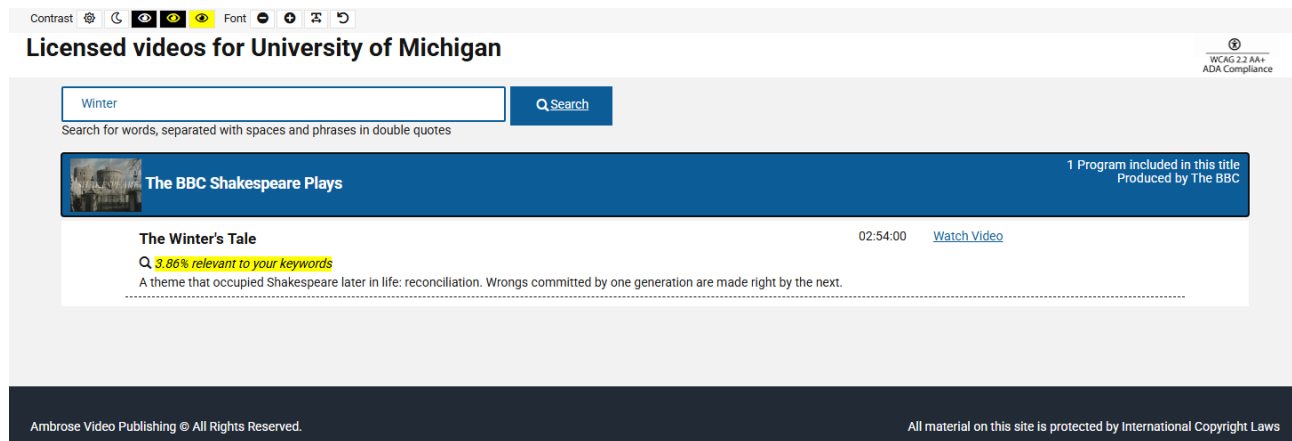 Contrast
Font
Licensed videos for University of Michigan
WCAG 2.2 AA+
ADA Compliance
Winter
Search
Search for words, separated with spaces and phrases in double quotes
The BBC Shakespeare Plays
1 Program included in this title
Produced by The BBC
The Winter's Tale
02:54:00
Watch Video
3.86% relevant to your keywords
A theme that occupied Shakespeare later in life: reconciliation. Wrongs committed by one generation are made right by the next.
Ambrose Video Publishing © All Rights Reserved.
All material on this site is protected by International Copyright Laws